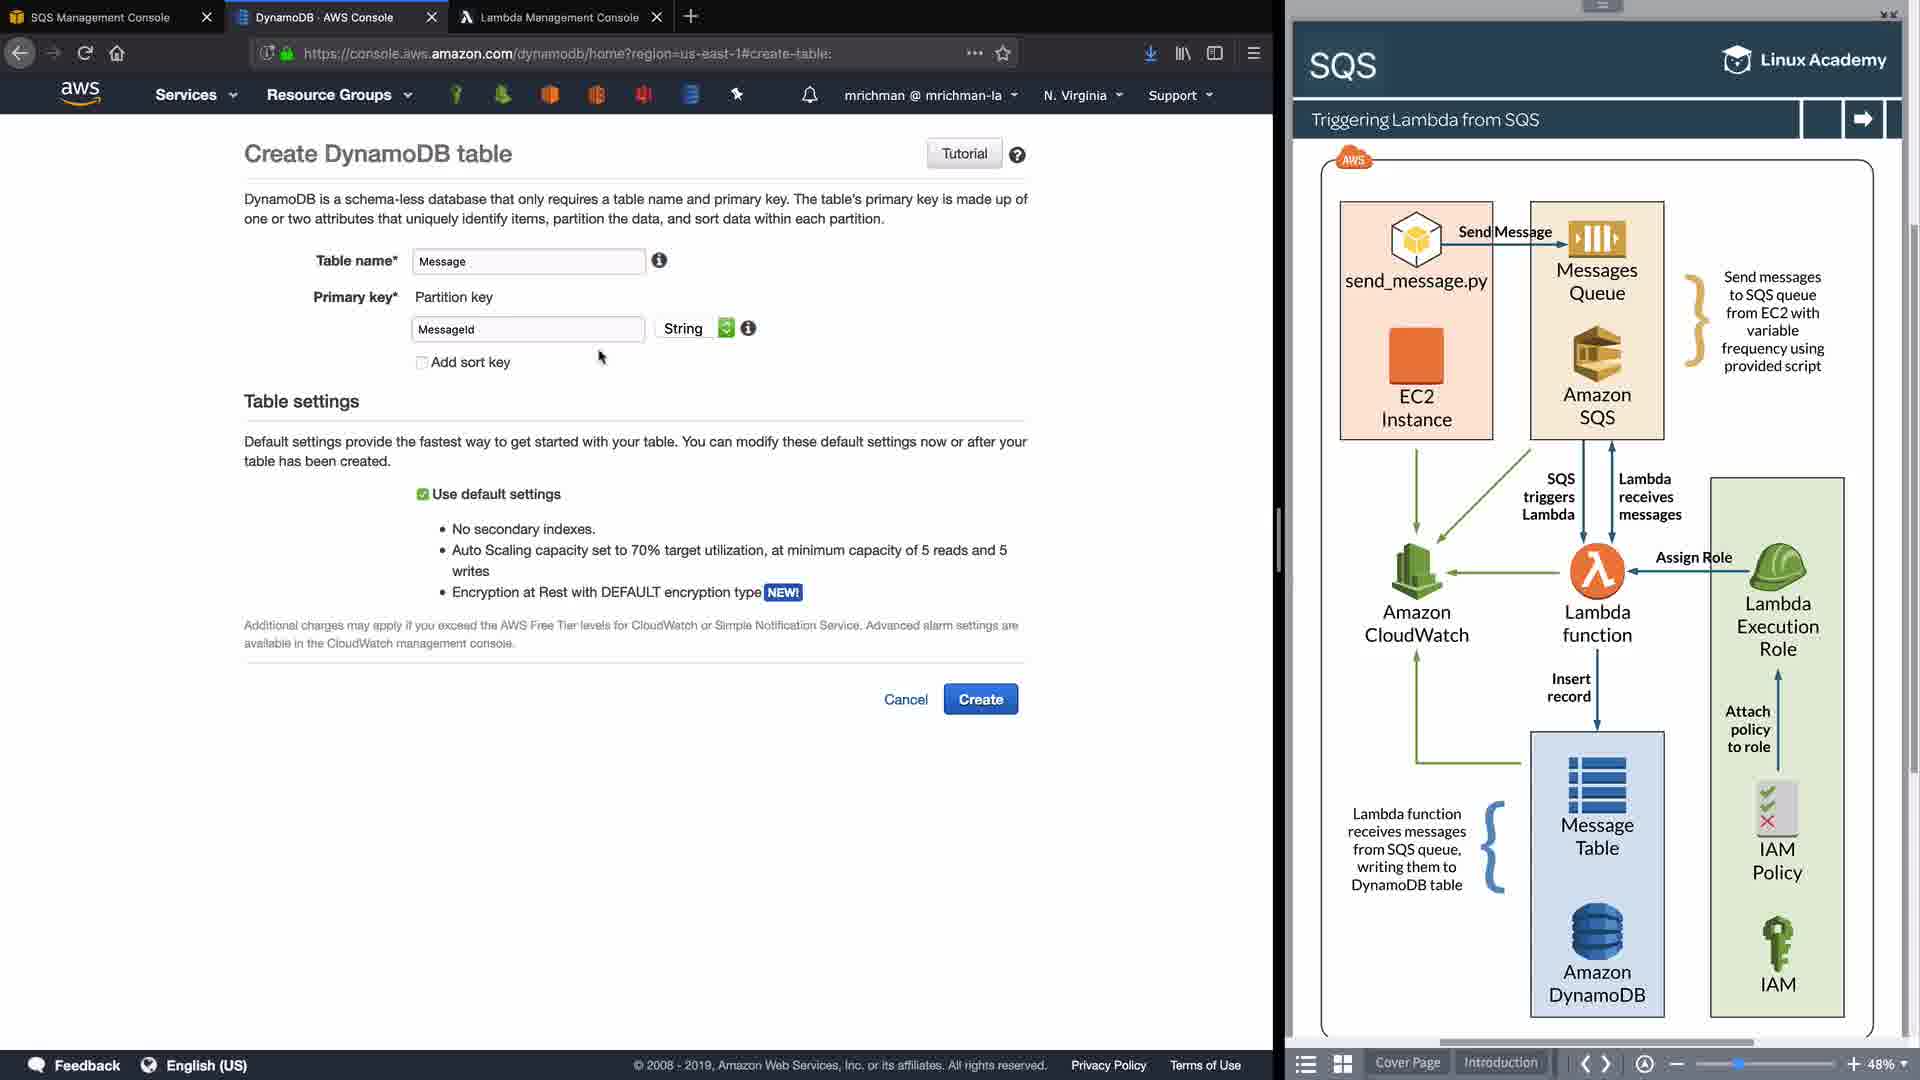 SQS Management Console
DynamoDB · AWS Console
Lambda Management Console
https://console.aws.amazon.com/dynamodb/home?region=us-east-1#create-table:
aws
Services
Resource Groups
mrichman @ mrichman-la
N. Virginia
Support
Create DynamoDB table
Tutorial
DynamoDB is a schema-less database that only requires a table name and primary key. The table's primary key is made up of
one or two attributes that uniquely identify items, partition the data, and sort data within each partition.
Table name*
Message
Primary key*
Partition key
MessageId
String
Add sort key
Table settings
Default settings provide the fastest way to get started with your table. You can modify these default settings now or after your
table has been created.
Use default settings
• No secondary indexes.
• Auto Scaling capacity set to 70% target utilization, at minimum capacity of 5 reads and 5
writes
• Encryption at Rest with DEFAULT encryption type NEW!
Additional charges may apply if you exceed the AWS Free Tier levels for CloudWatch or Simple Notification Service. Advanced alarm settings are
available in the CloudWatch management console.
Cancel
Create
Feedback
English (US)
© 2008 - 2019, Amazon Web Services, Inc. or its affiliates. All rights reserved.
Privacy Policy
Terms of Use
SQS
Linux Academy
Triggering Lambda from SQS
AWS
Send Message
send_message.py
Messages
Queue
EC2
Instance
Amazon
SQS
Send messages
to SQS queue
from EC2 with
variable
frequency using
provided script
SQS
triggers
Lambda
Lambda
receives
messages
Assign Role
Amazon
CloudWatch
Lambda
function
Lambda
Execution
Role
Insert
record
Attach
policy
to role
Message
Table
Lambda function
receives messages
from SQS queue,
writing them to
DynamoDB table
IAM
Policy
Amazon
DynamoDB
IAM
Cover Page
Introduction
48%